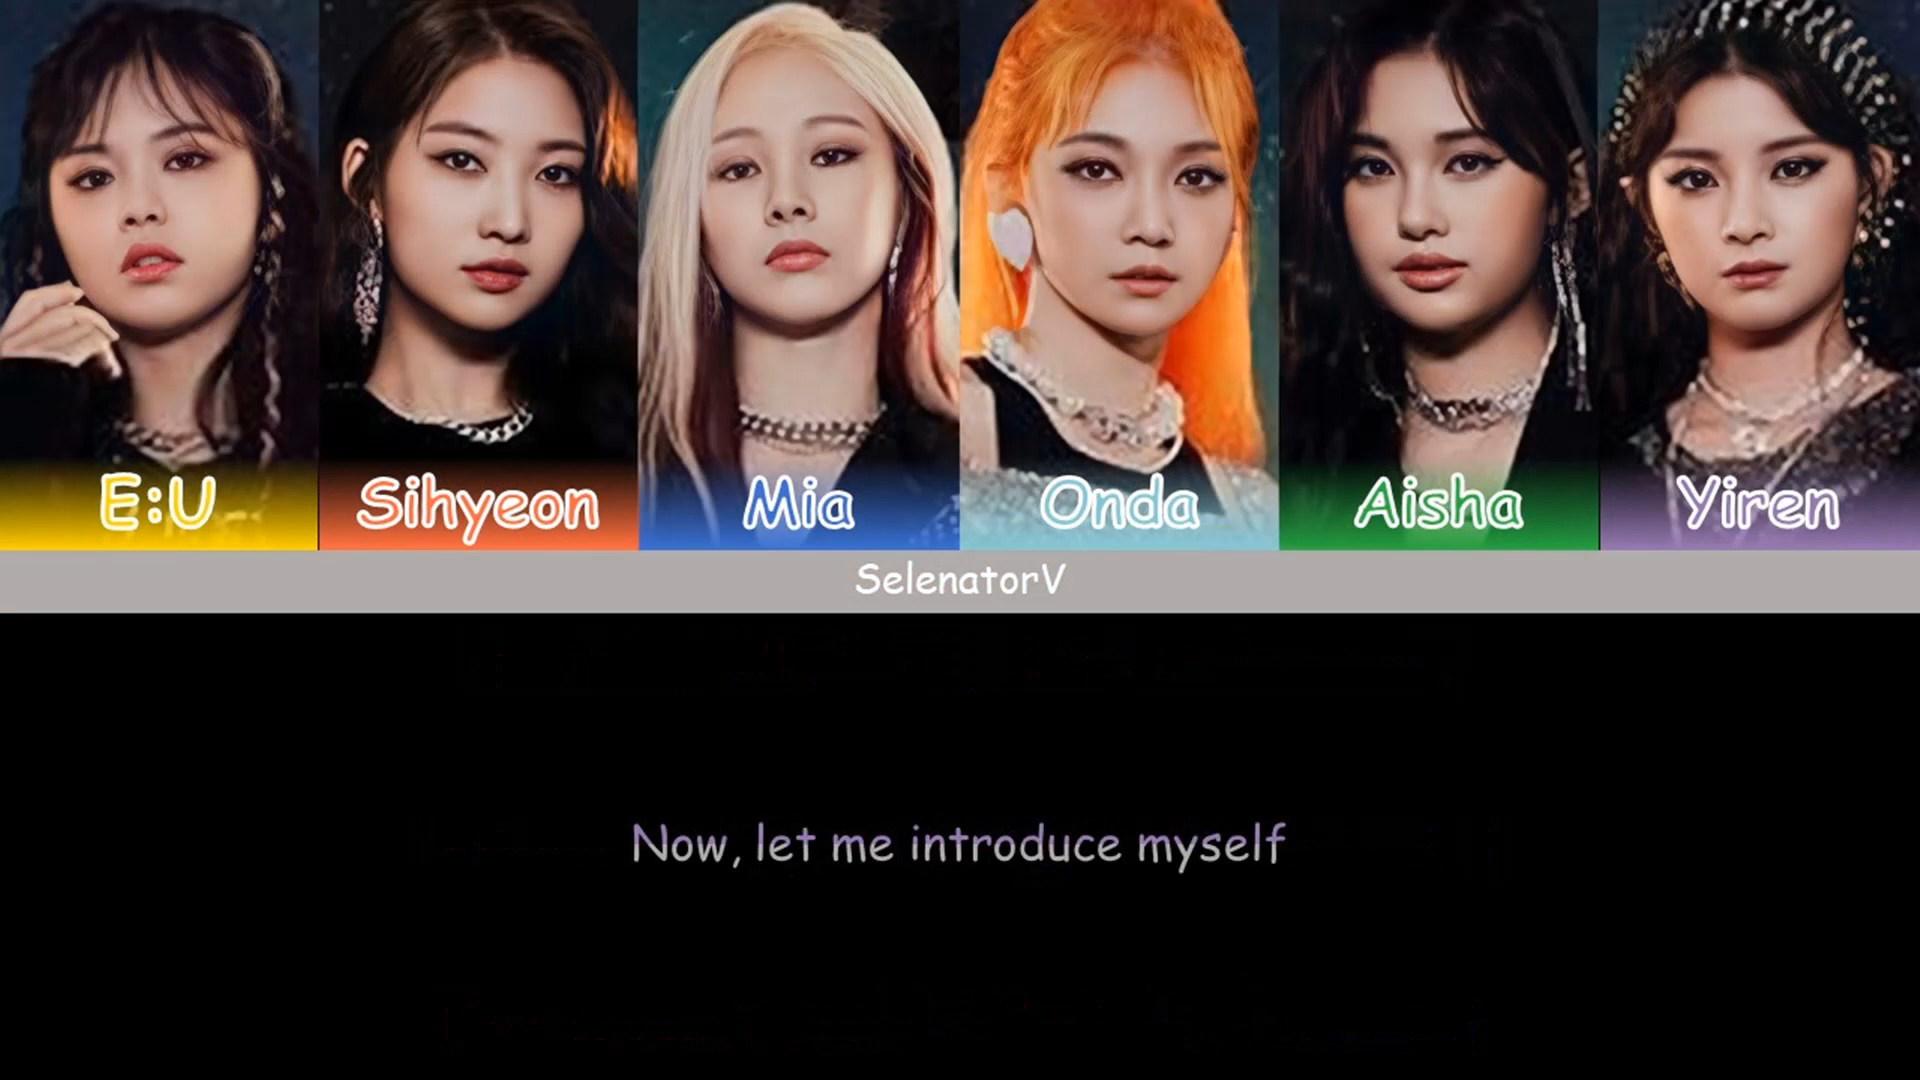 E:U
Sihyeon
Mia
Onda
Aisha
Yiren
SelenatorV
Now, let me introduce myself